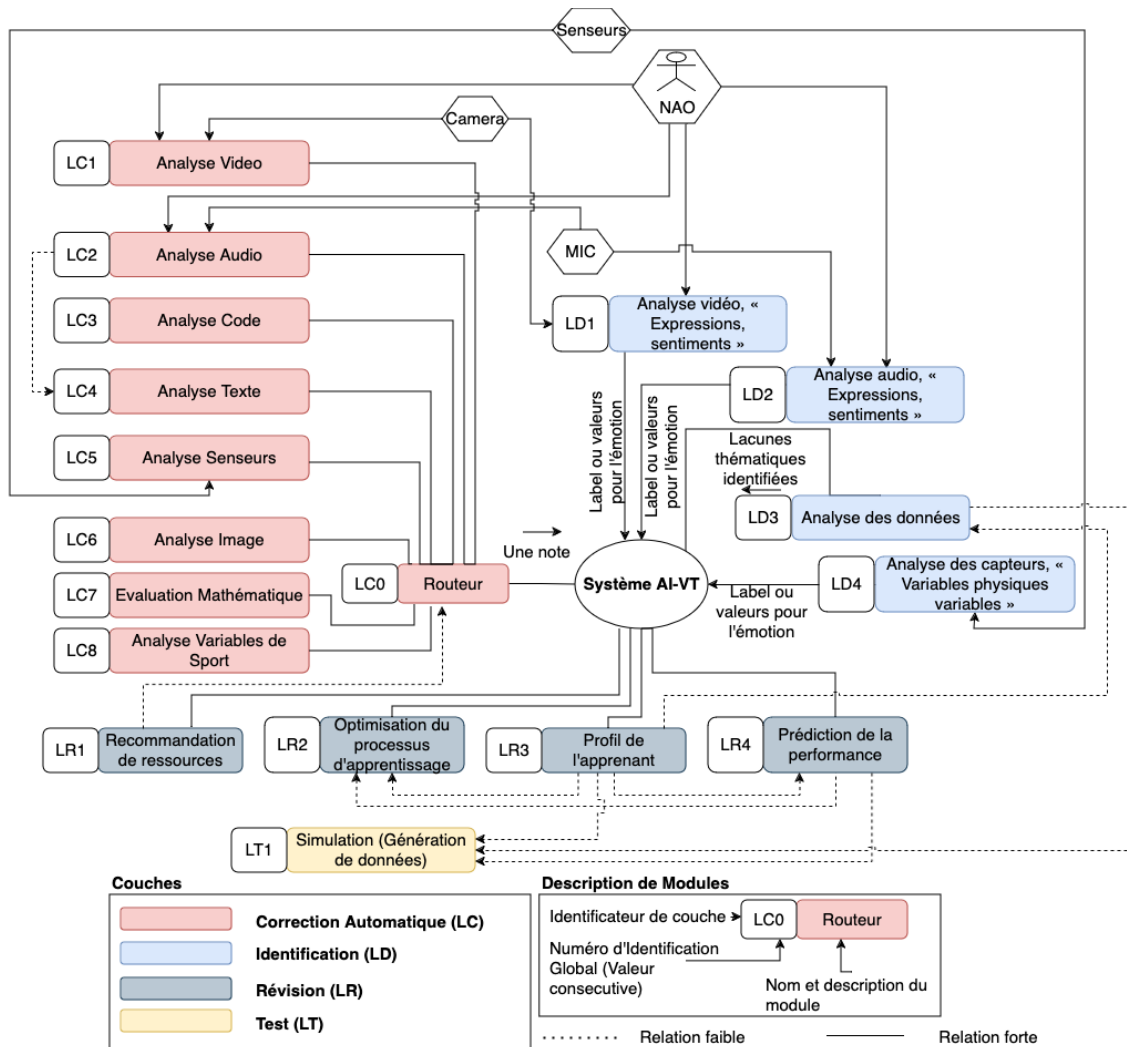 Senseurs
NAO
Camera
LC1
Analyse Video
LC2
Analyse Audio
MIC
LC3
Analyse Code
LD1
Analyse vidéo, «
Expressions,
sentiments »
LC4
Analyse Texte
LD2
Analyse audio, «
Expressions,
sentiments »
Label ou valeurs
pour l'émotion
Label ou valeurs
pour l'émotion
Lacunes
thématiques
identifiées
LC5
Analyse Senseurs
LD3
Analyse des données
LC6
Analyse Image
Une note
LC0
Routeur
Système AI-VT
LD4
Analyse des capteurs, «
Variables physiques
variables »
Label ou
valeurs pour
l'émotion
LC7
Evaluation Mathématique
LC8
Analyse Variables de
Sport
LR1
Recommandation
de ressources
LR2
Optimisation du
processus
d'apprentissage
LR3
Profil de
l'apprenant
LR4
Prédiction de la
performance
LT1
Simulation (Génération
de données)
Couches
Correction Automatique (LC)
Identification (LD)
Révision (LR)
Test (LT)
Description de Modules
Identificateur de couche
LC0
Routeur
Numéro d'Identification
Global (Valeur
consecutive)
Nom et description du
module
Relation faible
Relation forte